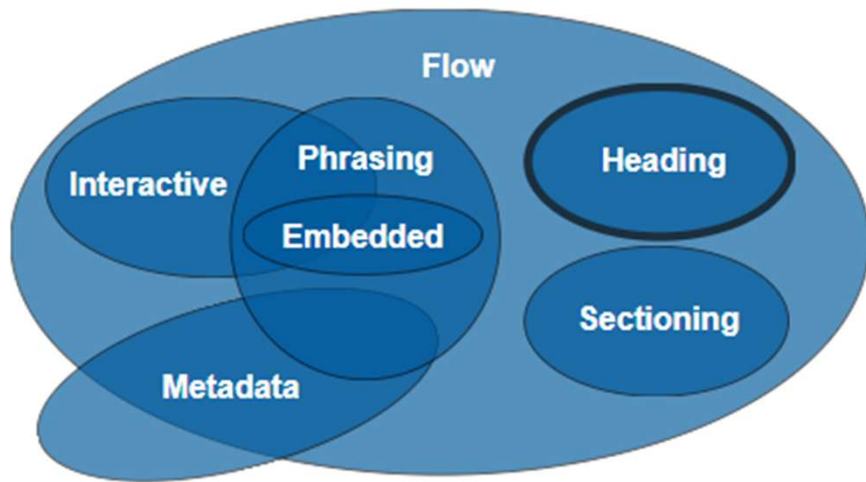 Flow
Phrasing
Heading
Interactive
Embedded
Sectioning
Metadata